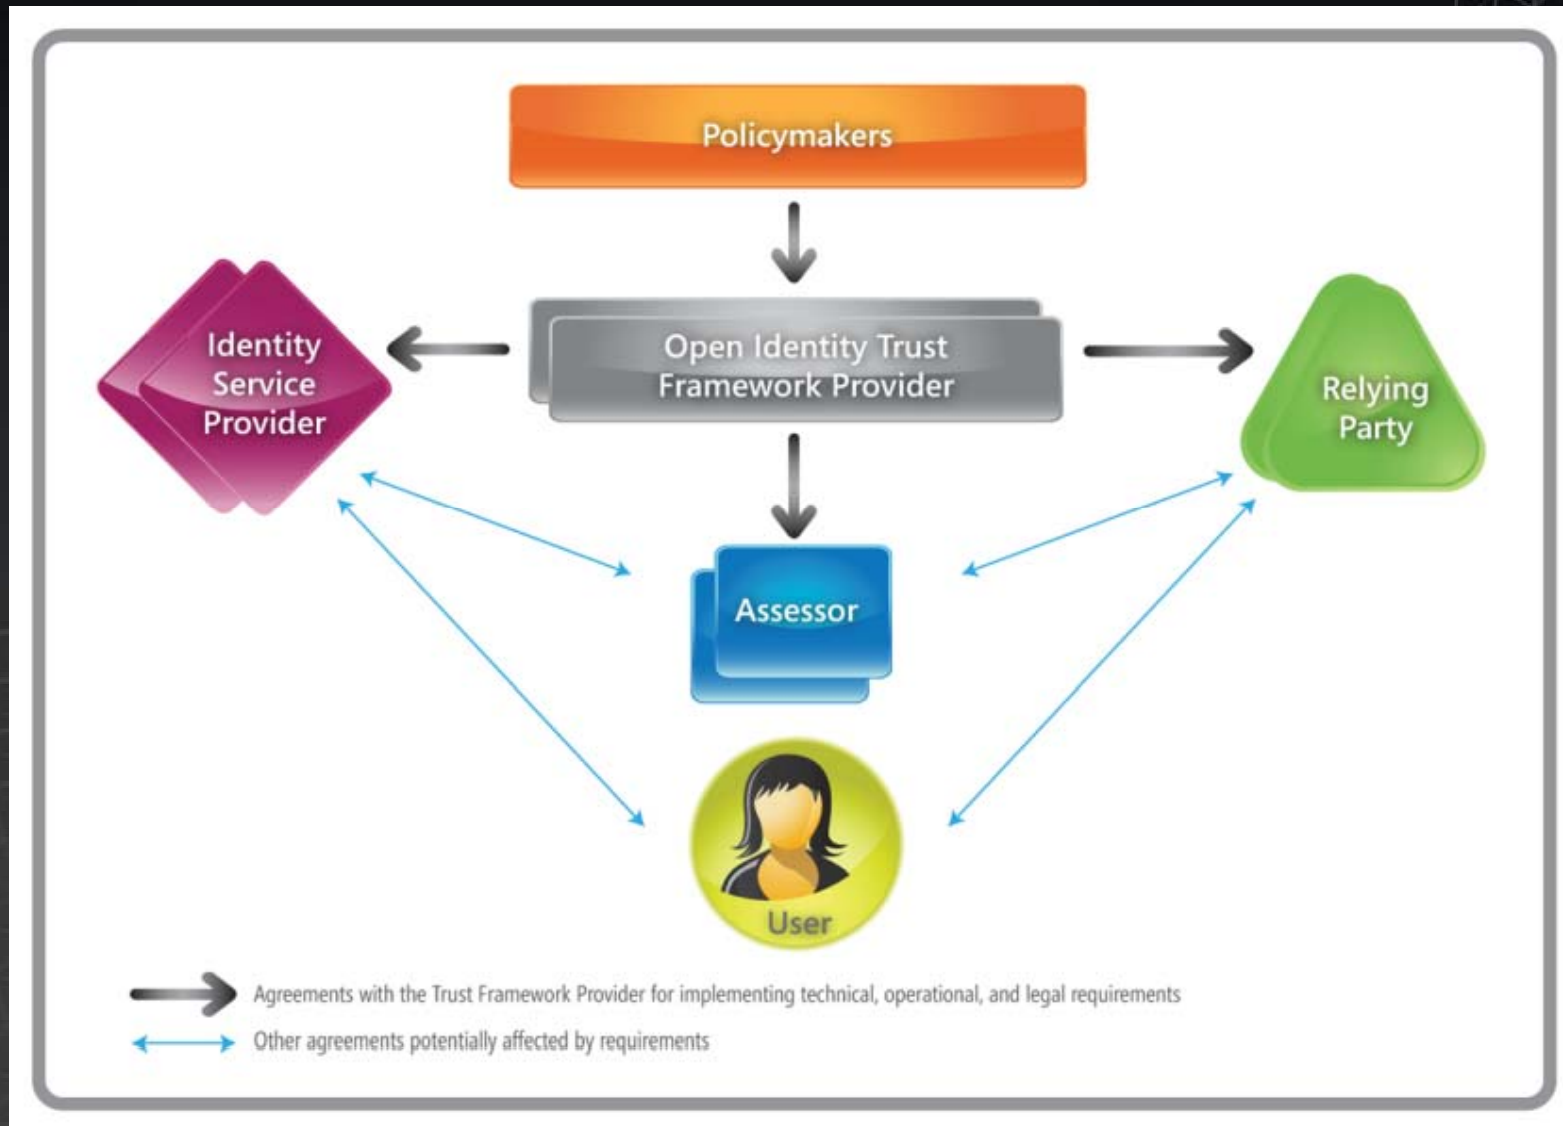 Policymakers
Open Identity Trust
Framework Provider
Identity
Service
Provider
Relying
Party
Assessor
User
Agreements with the Trust Framework Provider for implementing technical, operational, and legal requirements
Other agreements potentially affected by requirements